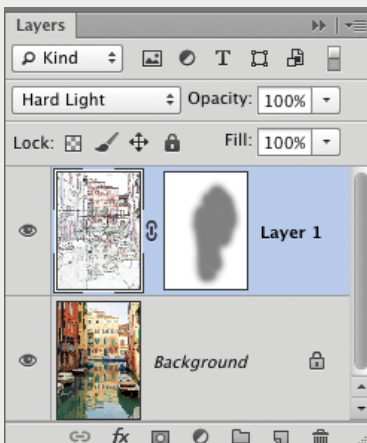 Layers
Kind
Hard Light Opacity: 100%
Lock: Fill: 100%
Layer 1
Background
fx